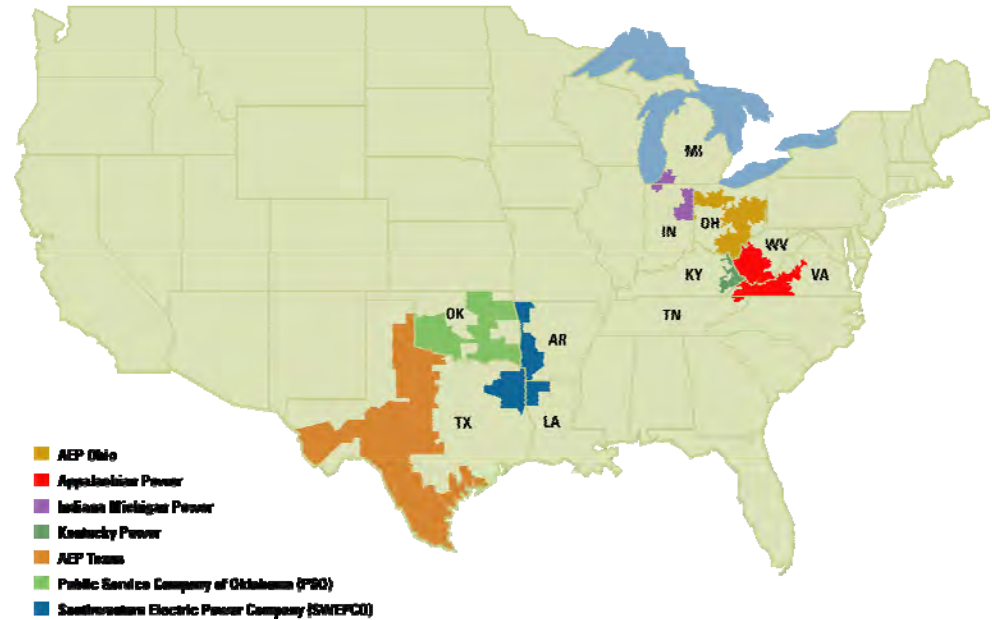 MI
IN
OH
WV
KY
VA
TN
OK
AR
TX
LA
AEP Ohio
Appalachian Power
Indiana Michigan Power
Kentucky Power
AEP Texas
Public Service Company of Oklahoma (PSO)
Southwestern Electric Power Company (SWEPCO)